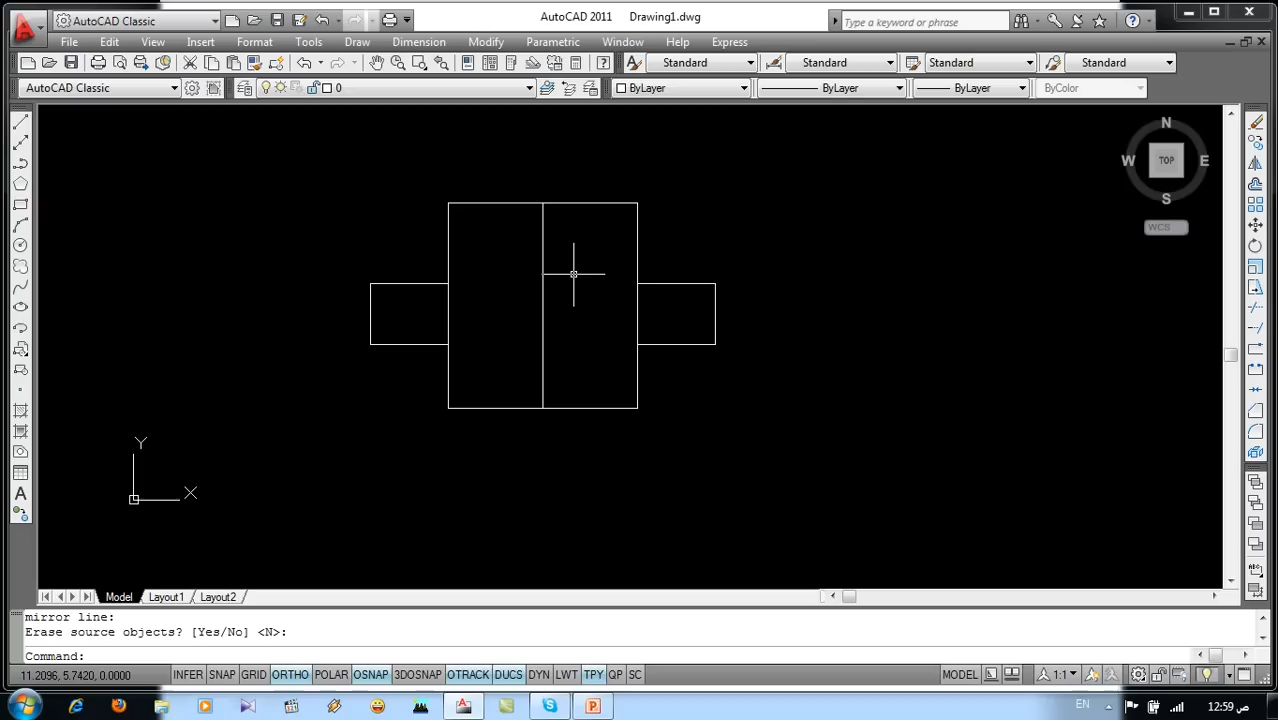 AutoCAD Classic
AutoCAD 2011 Drawing1.dwg
Type a keyword or phrase
File Edit View Insert Format Tools Draw Dimension Modify Parametric Window Help Express
Standard Standard Standard Standard
AutoCAD Classic 0 ByLayer ByLayer ByLayer ByColor
N
W TOP E
S
WCS
Y
X
A
Model Layout1 Layout2
mirror line:
Erase source objects? [Yes/No] <N>:
Command:
11.2096, 5.7420, 0.0000 INFER SNAP GRID ORTHO POLAR OSNAP 3DOSNAP OTRACK DUCS DYN LWT TPY QP SC MODEL 1:1
EN 12:59 ص